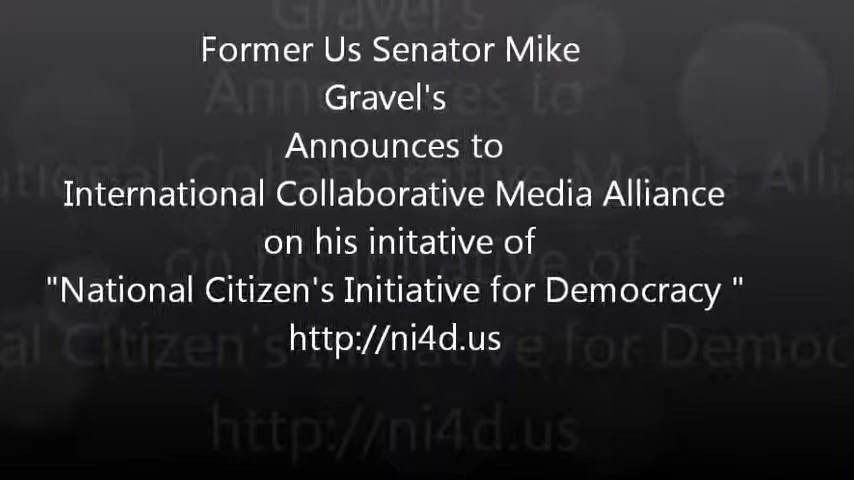 Former Us Senator Mike
Gravel's
Announces to
International Collaborative Media Alliance
on his initative of
"National Citizen's Initiative for Democracy "
http://ni4d.us